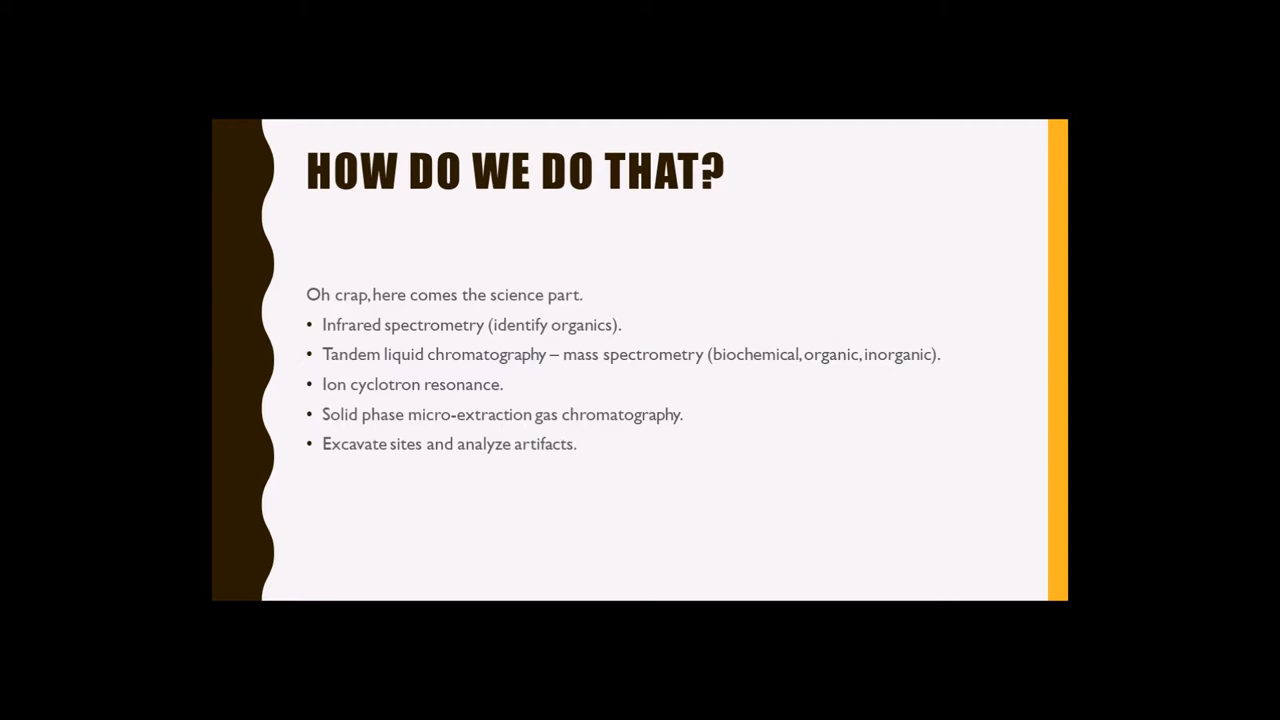 HOW DO WE DO THAT?
Oh crap, here comes the science part.
• Infrared spectrometry (identify organics).
• Tandem liquid chromatography – mass spectrometry (biochemical, organic, inorganic).
• Ion cyclotron resonance.
• Solid phase micro-extraction gas chromatography.
• Excavate sites and analyze artifacts.